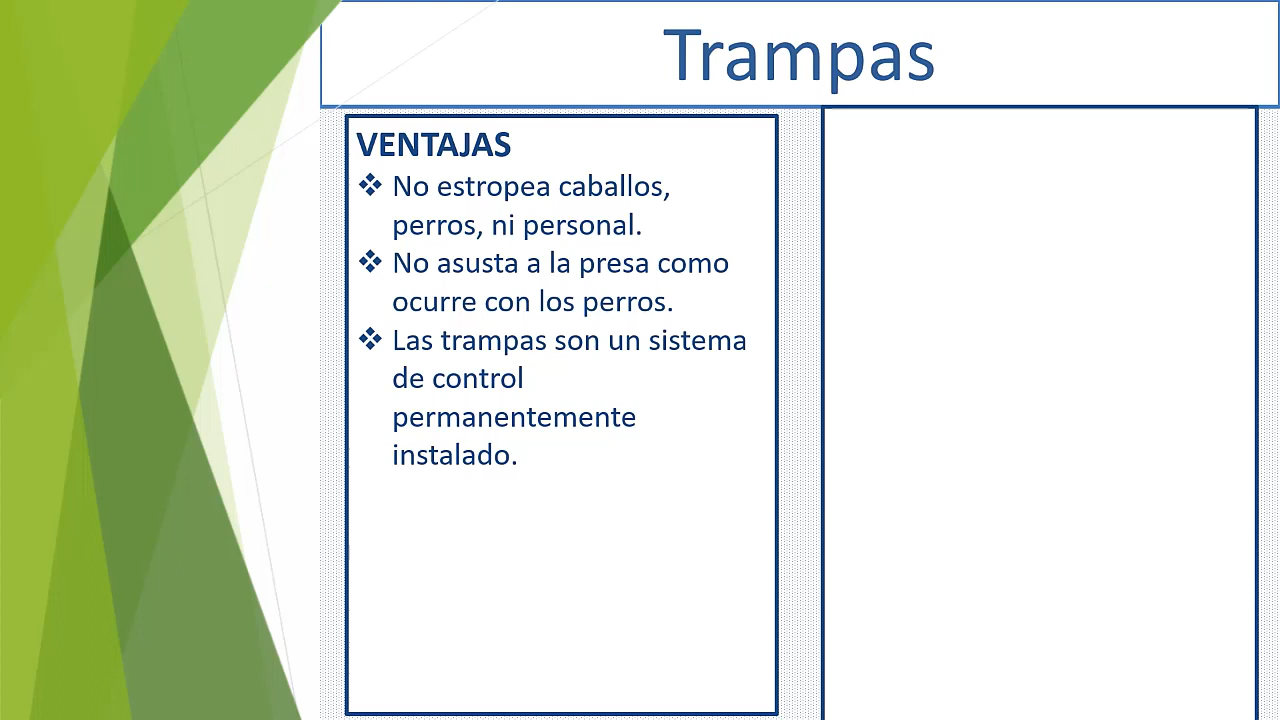 Trampas
VENTAJAS
❖ No estropea caballos,
perros, ni personal.
❖ No asusta a la presa como
ocurre con los perros.
❖ Las trampas son un sistema
de control
permanentemente
instalado.